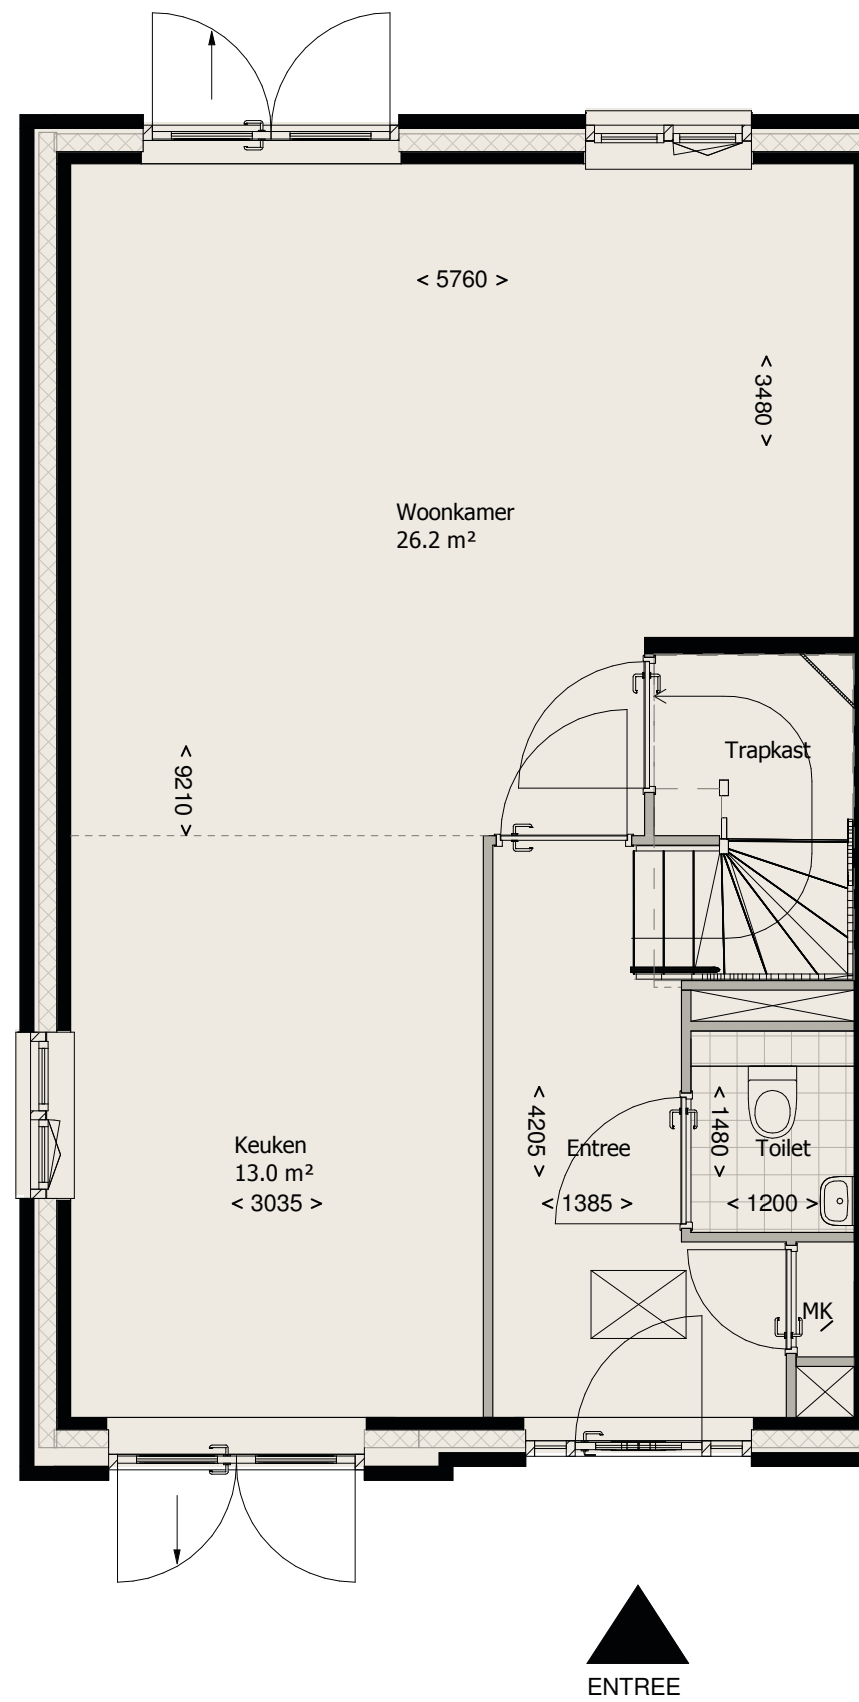 < 5760 >
< 3480 >
Woonkamer
26.2 m²
Trapkast
< 9210 >
< 4205 >
< 1480 >
Keuken
13.0 m²
< 3035 >
Entree
< 1385 >
Toilet
< 1200 >
MK
ENTREE